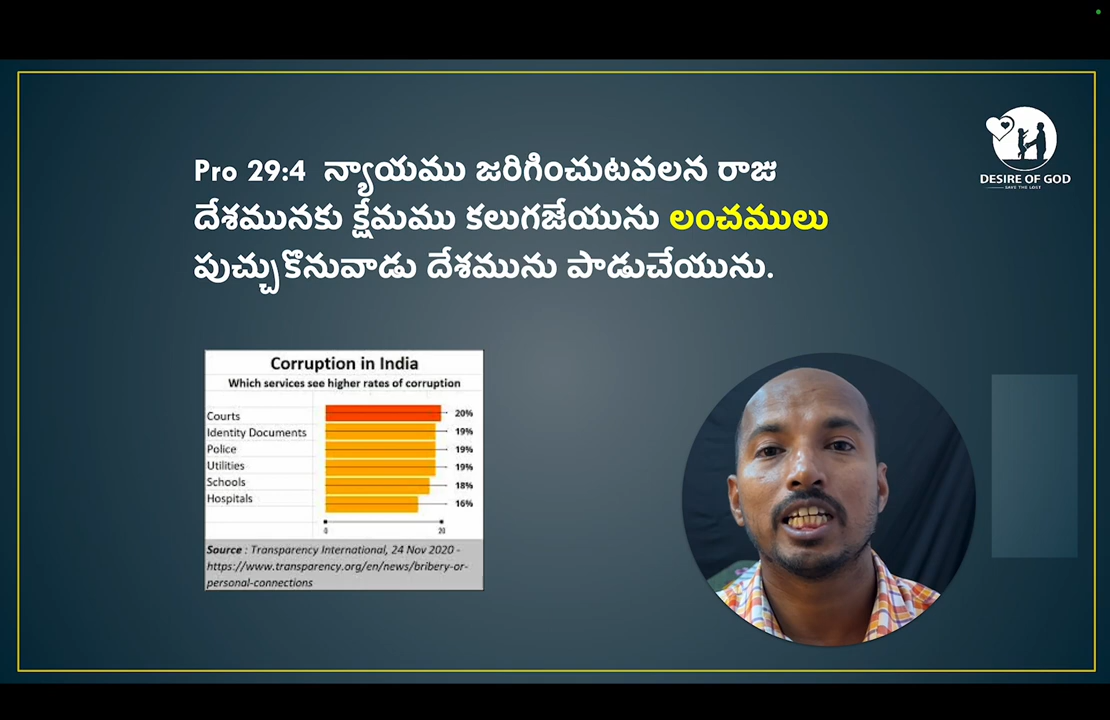 Pro 29:4 న్యాయము జరిగించుటవలన రాజు
దేశమునకు క్షేమము కలుగజేయును లంచములు
పుచ్చుకొనువాడు దేశమును పాడుచేయును.
DESIRE OF GOD
SAVE THE LOST
Corruption in India
Which services see higher rates of corruption
Courts 20%
Identity Documents 19%
Police 19%
Utilities 19%
Schools 18%
Hospitals 16%
0 20
Source : Transparency International, 24 Nov 2020 -
https://www.transparency.org/en/news/bribery-or-
personal-connections